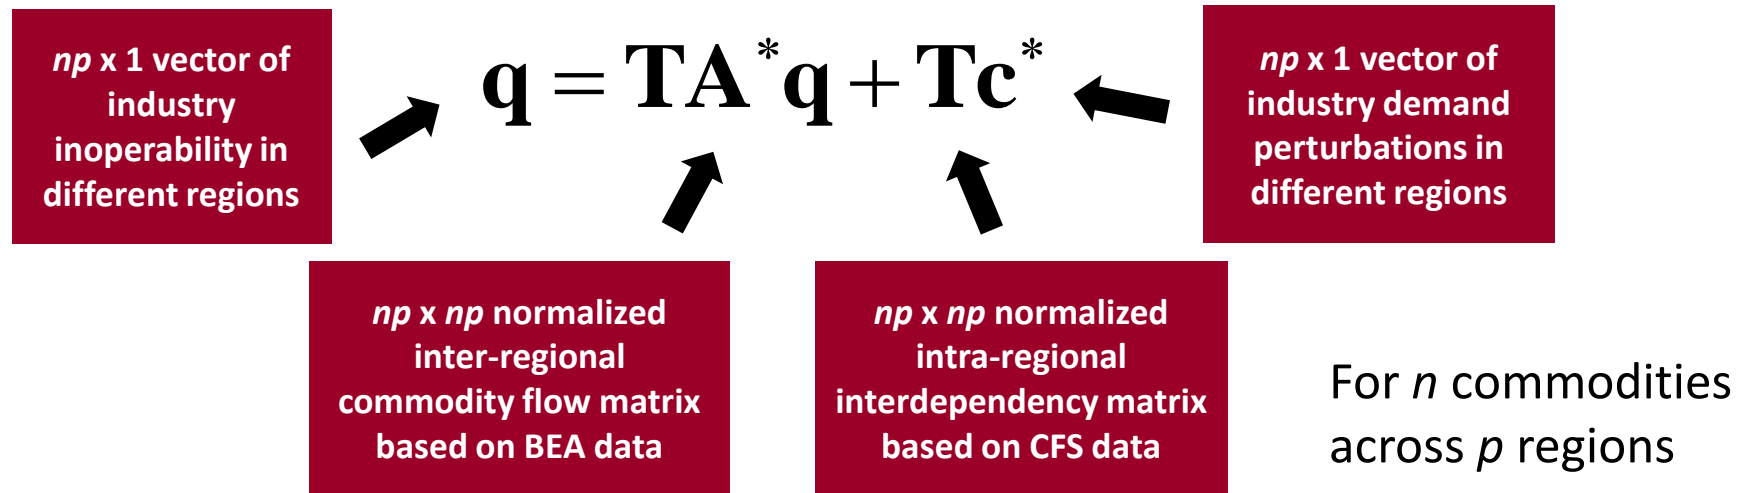 np x 1 vector of
industry
inoperability in
different regions
q = TA*q + Tc*
np x 1 vector of
industry demand
perturbations in
different regions
np x np normalized
inter-regional
commodity flow matrix
based on BEA data
np x np normalized
intra-regional
interdependency matrix
based on CFS data
For n commodities
across p regions